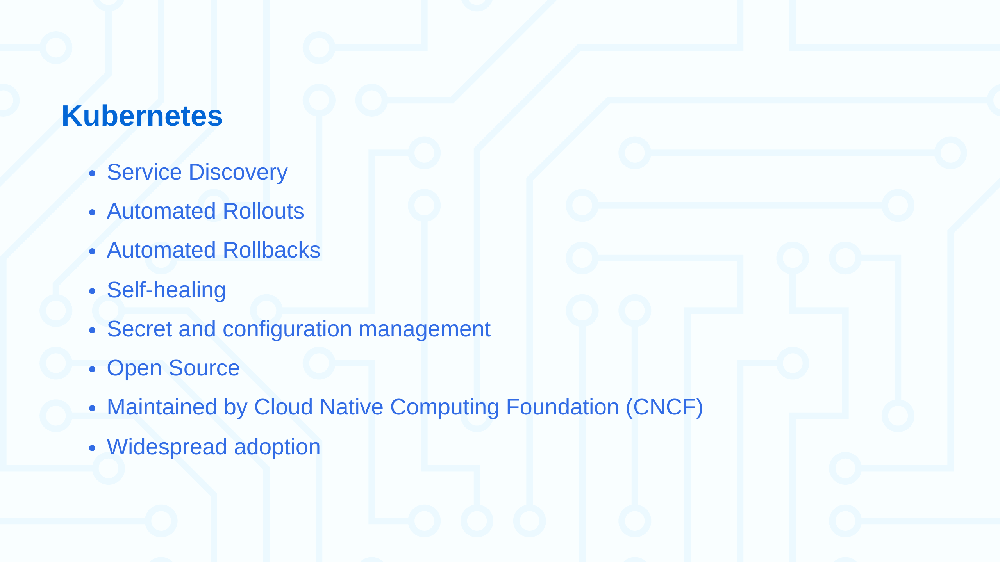 Kubernetes
• Service Discovery
• Automated Rollouts
• Automated Rollbacks
• Self-healing
• Secret and configuration management
• Open Source
• Maintained by Cloud Native Computing Foundation (CNCF)
• Widespread adoption